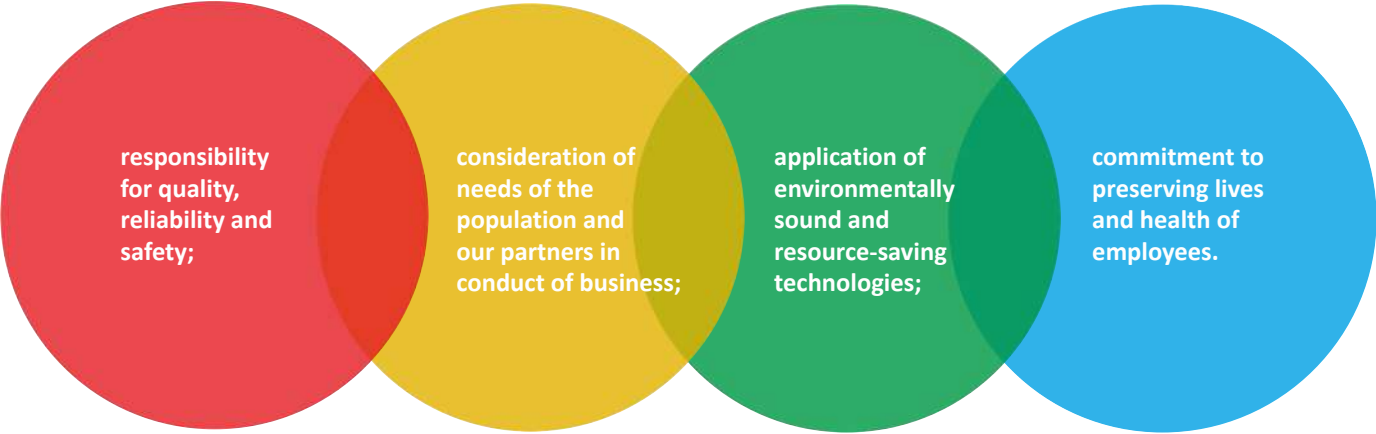 responsibility
for quality,
reliability and
safety;
consideration of
needs of the
population and
our partners in
conduct of business;
application of
environmentally
sound and
resource-saving
technologies;
commitment to
preserving lives
and health of
employees.